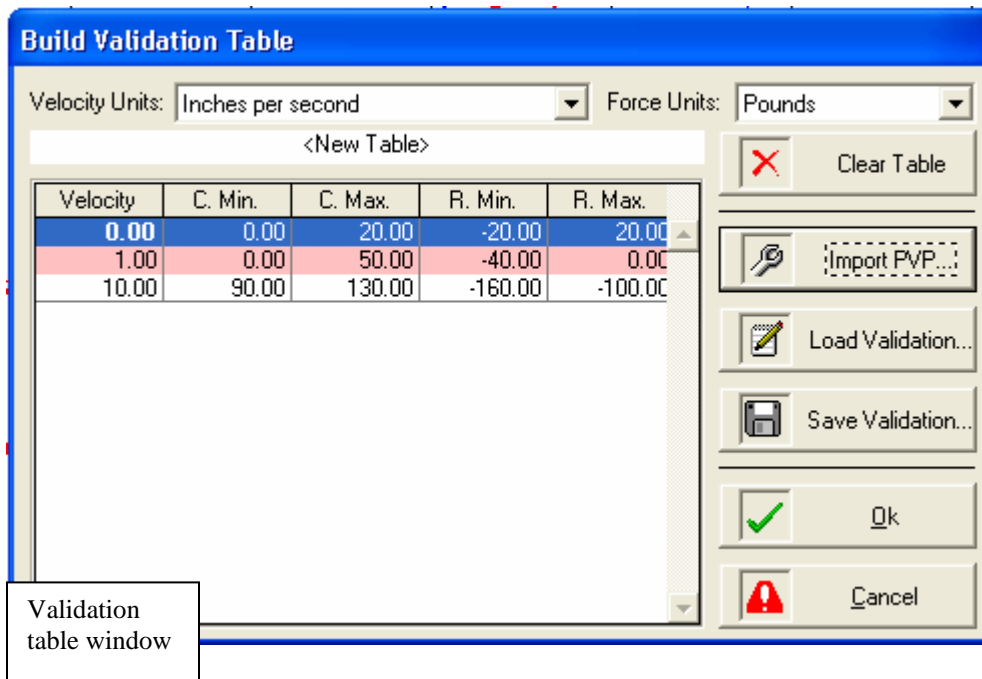 Build Validation Table
Velocity Units: Inches per second Force Units: Pounds
<New Table>
Clear Table
Velocity C. Min. C. Max. R. Min. R. Max.
0.00 0.00 20.00 -20.00 20.00
1.00 0.00 50.00 -40.00 0.00
10.00 90.00 130.00 -160.00 -100.00
Import PVP...
Load Validation...
Save Validation...
Ok
Cancel
Validation
table window